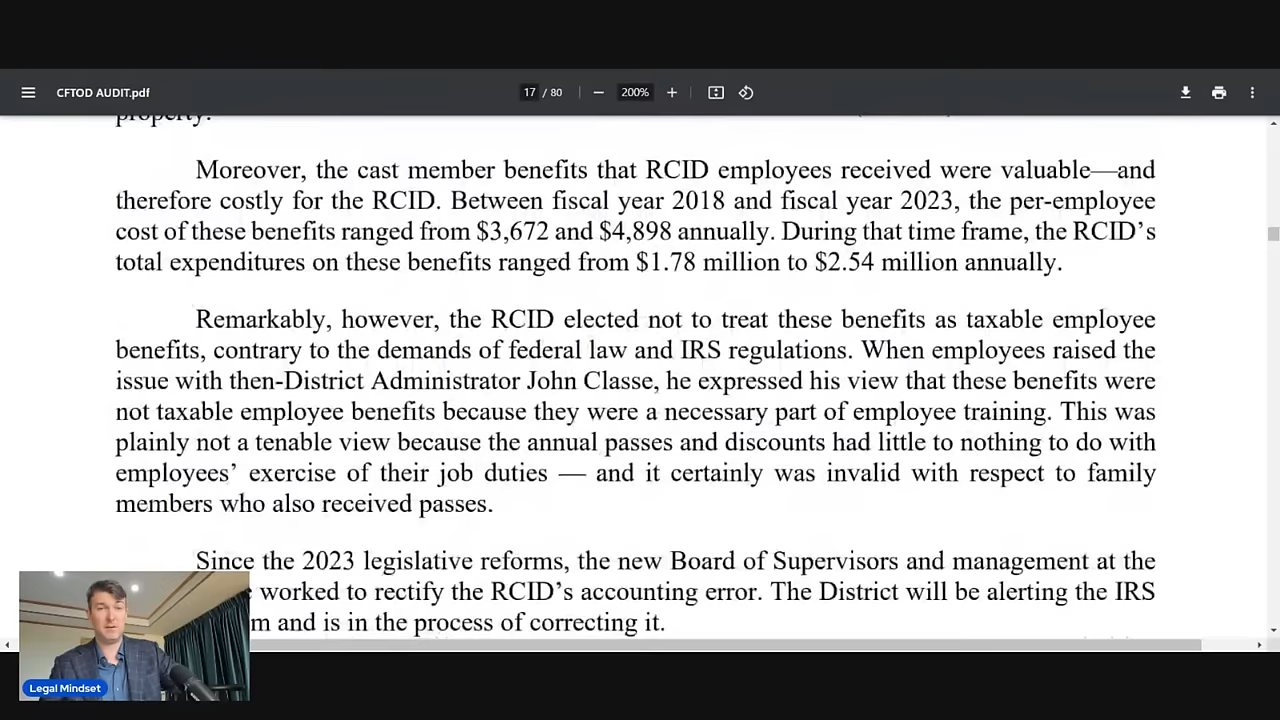 CFTOD AUDIT.pdf
17 / 80
200%
property.
Moreover, the cast member benefits that RCID employees received were valuable—and
therefore costly for the RCID. Between fiscal year 2018 and fiscal year 2023, the per-employee
cost of these benefits ranged from $3,672 and $4,898 annually. During that time frame, the RCID’s
total expenditures on these benefits ranged from $1.78 million to $2.54 million annually.
Remarkably, however, the RCID elected not to treat these benefits as taxable employee
benefits, contrary to the demands of federal law and IRS regulations. When employees raised the
issue with then-District Administrator John Classe, he expressed his view that these benefits were
not taxable employee benefits because they were a necessary part of employee training. This was
plainly not a tenable view because the annual passes and discounts had little to nothing to do with
employees’ exercise of their job duties — and it certainly was invalid with respect to family
members who also received passes.
Since the 2023 legislative reforms, the new Board of Supervisors and management at the
worked to rectify the RCID’s accounting error. The District will be alerting the IRS
and is in the process of correcting it.
Legal Mindset